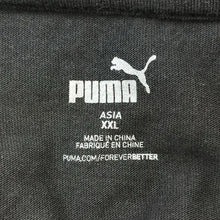 PUMA
ASIA
XXL
MADE IN CHINA
FABRIQUÉ EN CHINE
PUMA.COM/FOREVERBETTER